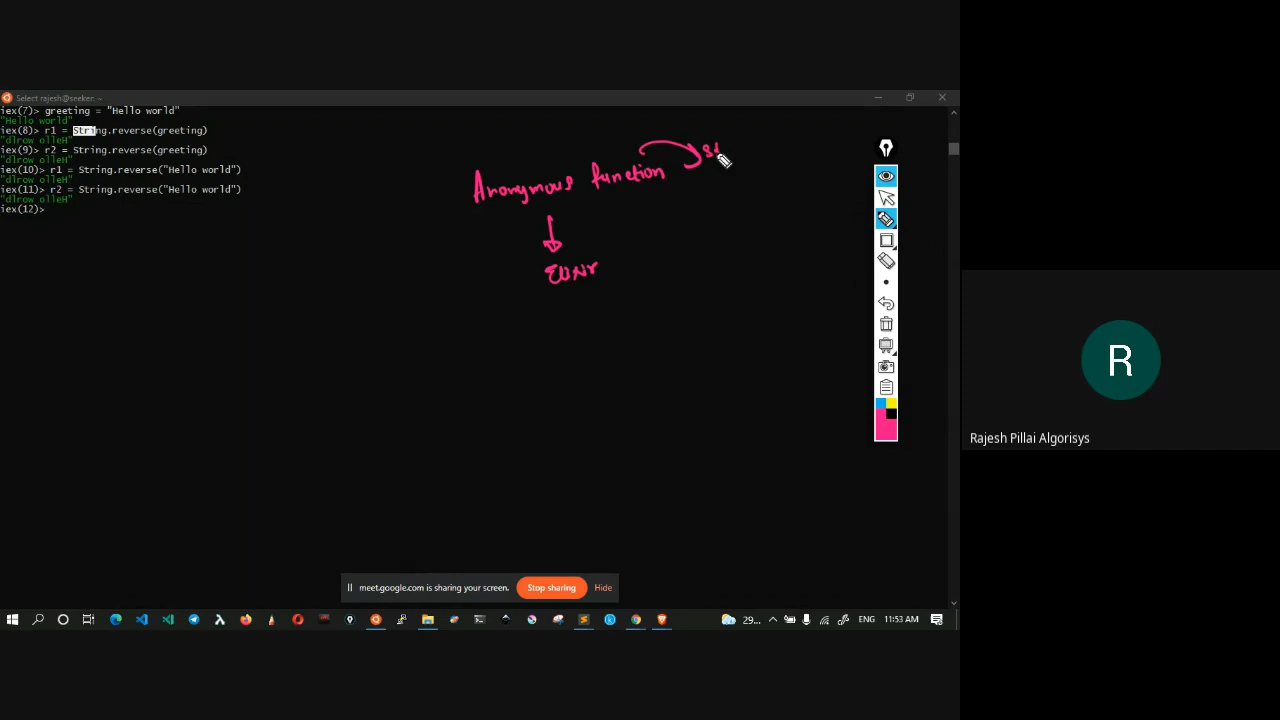 Select rajesh@seeker: ~
iex(7)> greeting = "Hello world"
"Hello world"
iex(8)> r1 = String.reverse(greeting)
"dlrow olleH"
iex(9)> r2 = String.reverse(greeting)
"dlrow olleH"
iex(10)> r1 = String.reverse("Hello world")
"dlrow olleH"
iex(11)> r2 = String.reverse("Hello world")
"dlrow olleH"
iex(12)>
Anonymous function
Elixir
R
Rajesh Pillai Algorisys
meet.google.com is sharing your screen. Stop sharing Hide
29... ENG 11:53 AM